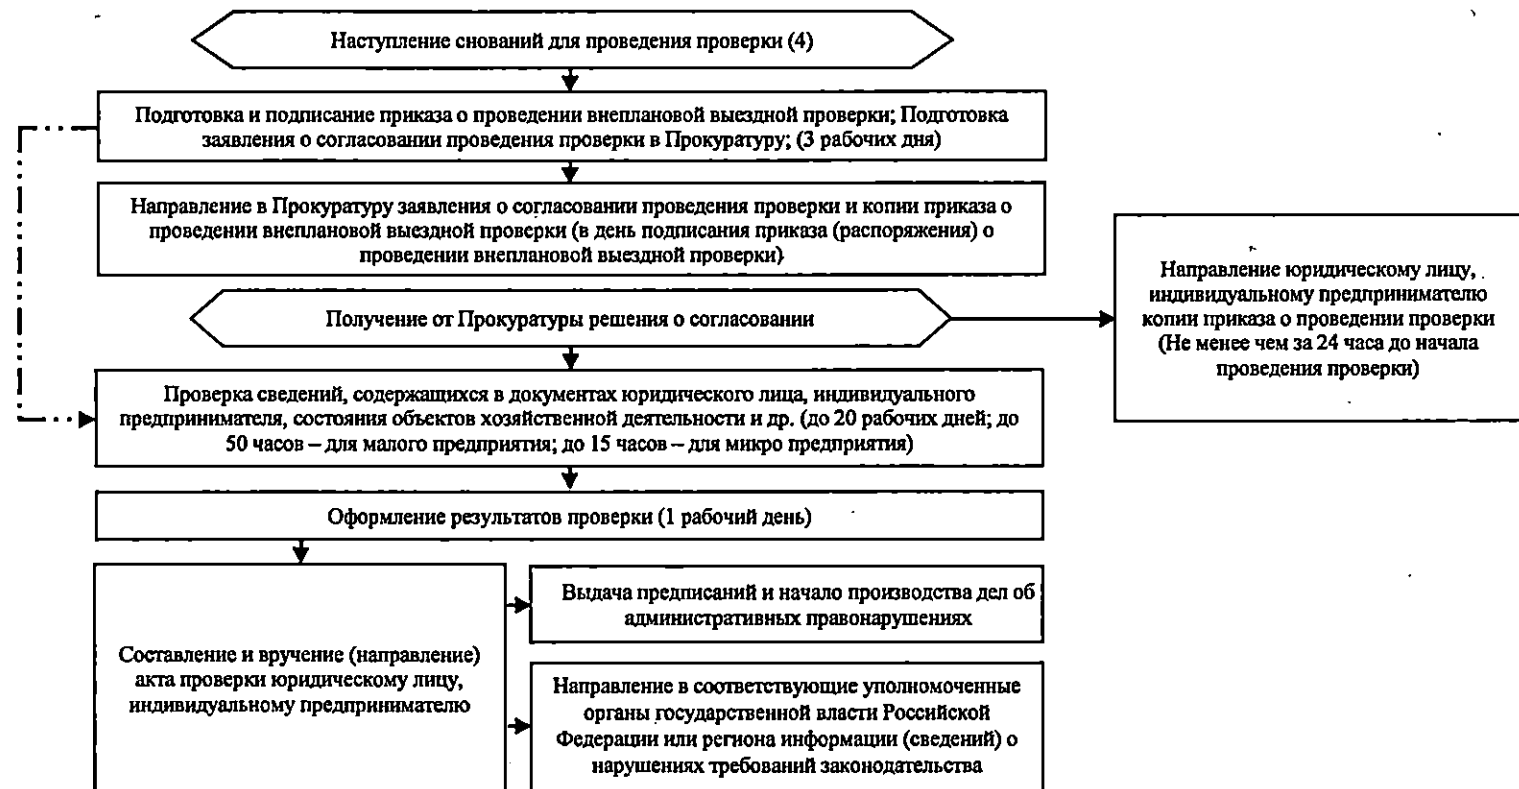 Наступление снований для проведения проверки (4)
Подготовка и подписание приказа о проведении внеплановой выездной проверки; Подготовка
заявления о согласовании проведения проверки в Прокуратуру; (3 рабочих дня)
Направление в Прокуратуру заявления о согласовании проведения проверки и копии приказа о
проведении внеплановой выездной проверки (в день подписания приказа (распоряжения) о
проведении внеплановой выездной проверки)
Получение от Прокуратуры решения о согласовании
Направление юридическому лицу,
индивидуальному предпринимателю
копии приказа о проведении проверки
(Не менее чем за 24 часа до начала
проведения проверки)
Проверка сведений, содержащихся в документах юридического лица, индивидуального
предпринимателя, состояния объектов хозяйственной деятельности и др. (до 20 рабочих дней; до
50 часов – для малого предприятия; до 15 часов – для микро предприятия)
Оформление результатов проверки (1 рабочий день)
Составление и вручение (направление)
акта проверки юридическому лицу,
индивидуальному предпринимателю
Выдача предписаний и начало производства дел об
административных правонарушениях
Направление в соответствующие уполномоченные
органы государственной власти Российской
Федерации или региона информации (сведений) о
нарушениях требований законодательства